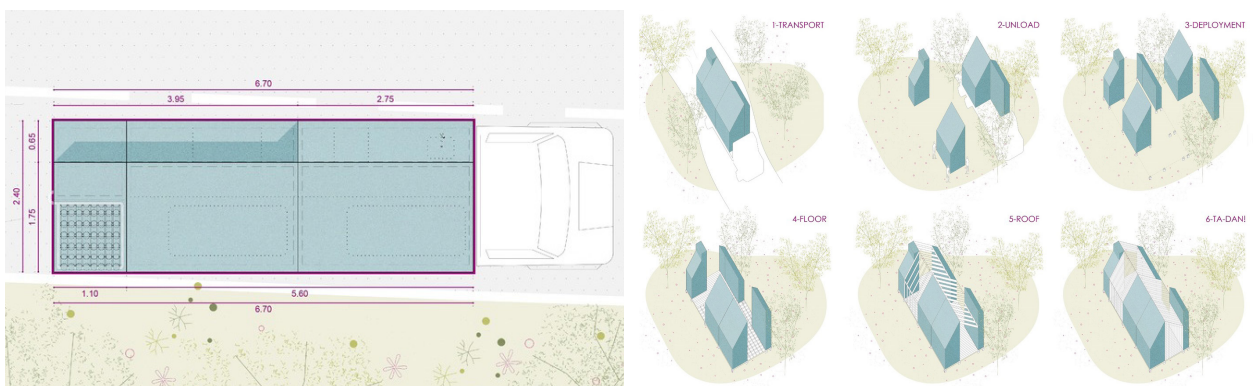 6.70
3.95
2.75
0.65
2.40
1.75
1.10
5.60
6.70
1-TRANSPORT
2-UNLOAD
3-DEPLOYMENT
4-FLOOR
5-ROOF
6-TA-DAN!